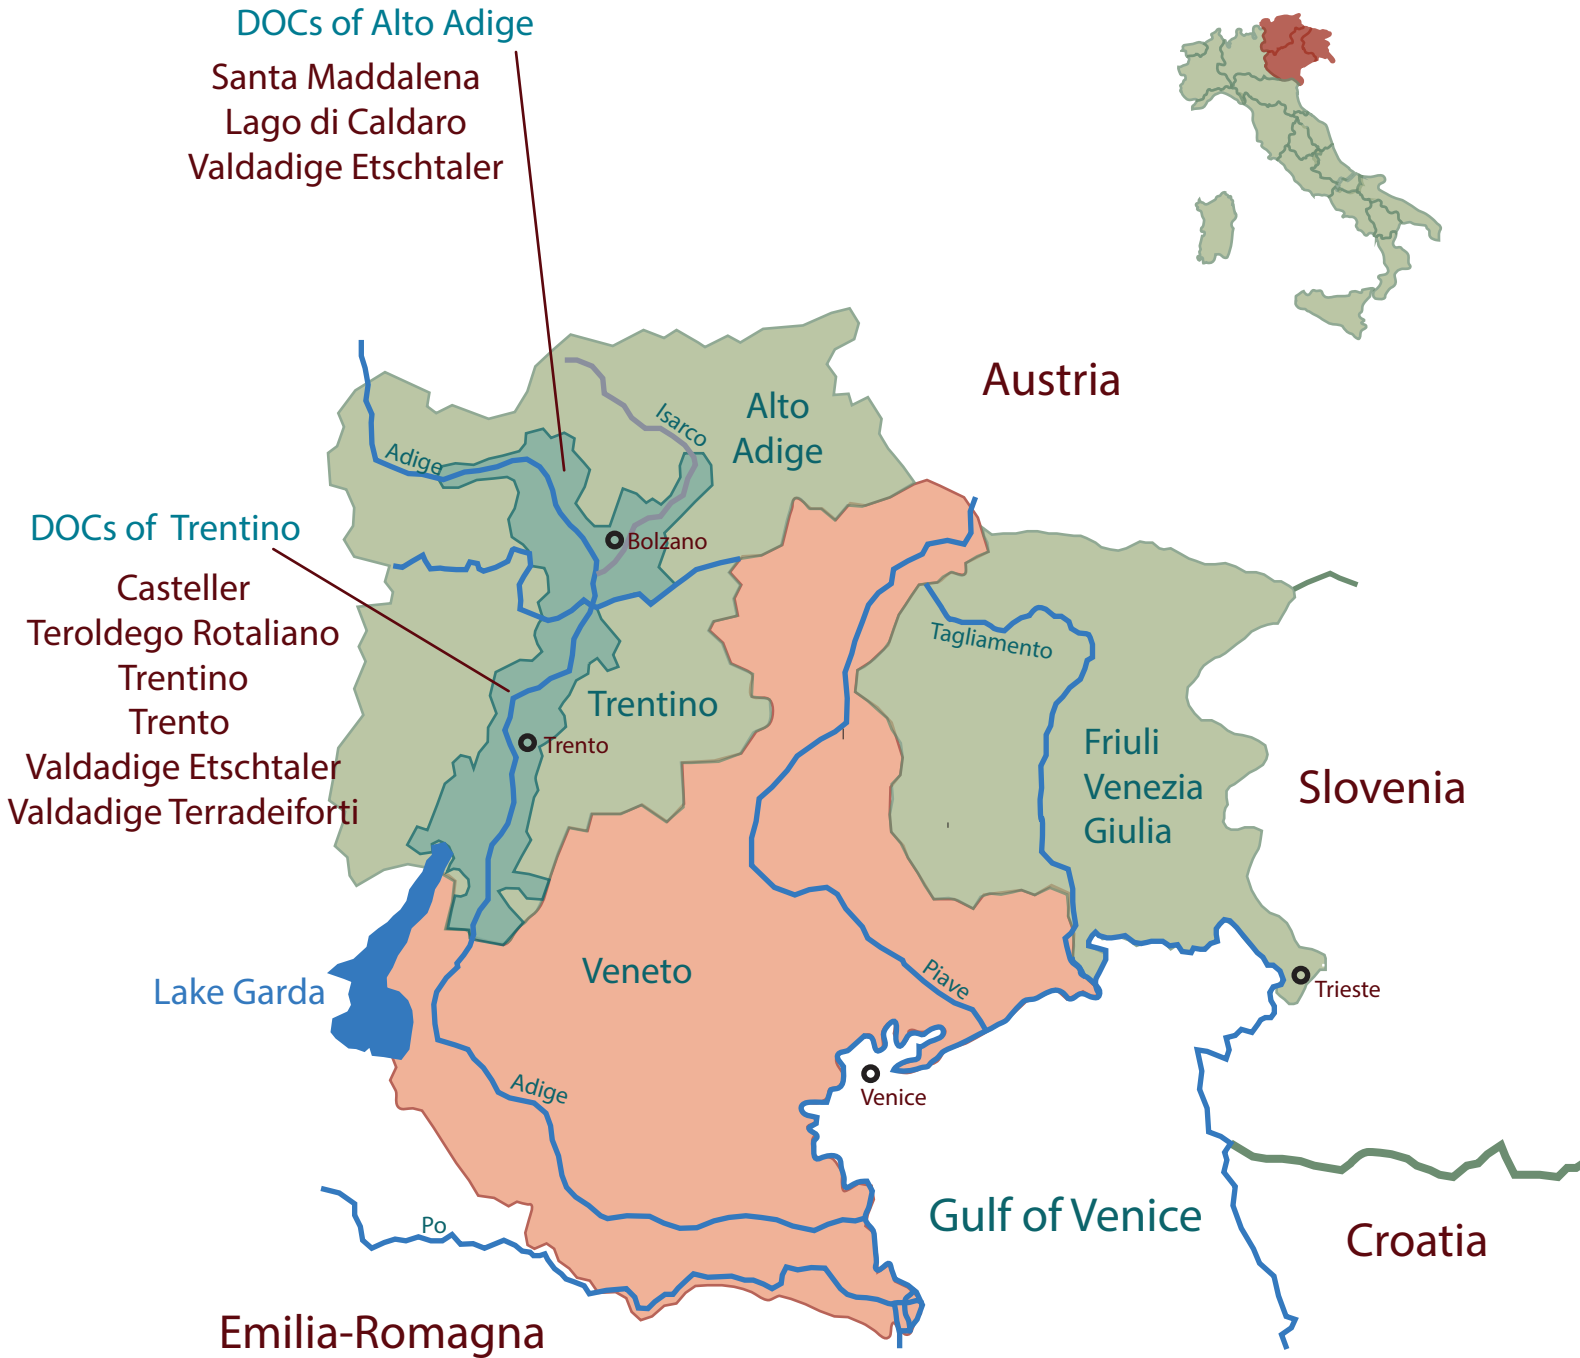 DOCs of Alto Adige
Santa Maddalena
Lago di Caldaro
Valdadige Etschtaler
Austria
Alto
Adige
Isarco
Adige
DOCs of Trentino
Bolzano
Casteller
Teroldego Rotaliano
Trentino
Trento
Valdadige Etschtaler
Valdadige Terradeiforti
Tagliamento
Trentino
Trento
Friuli
Venezia
Giulia
Slovenia
Veneto
Piave
Lake Garda
Trieste
Adige
Venice
Gulf of Venice
Po
Croatia
Emilia-Romagna